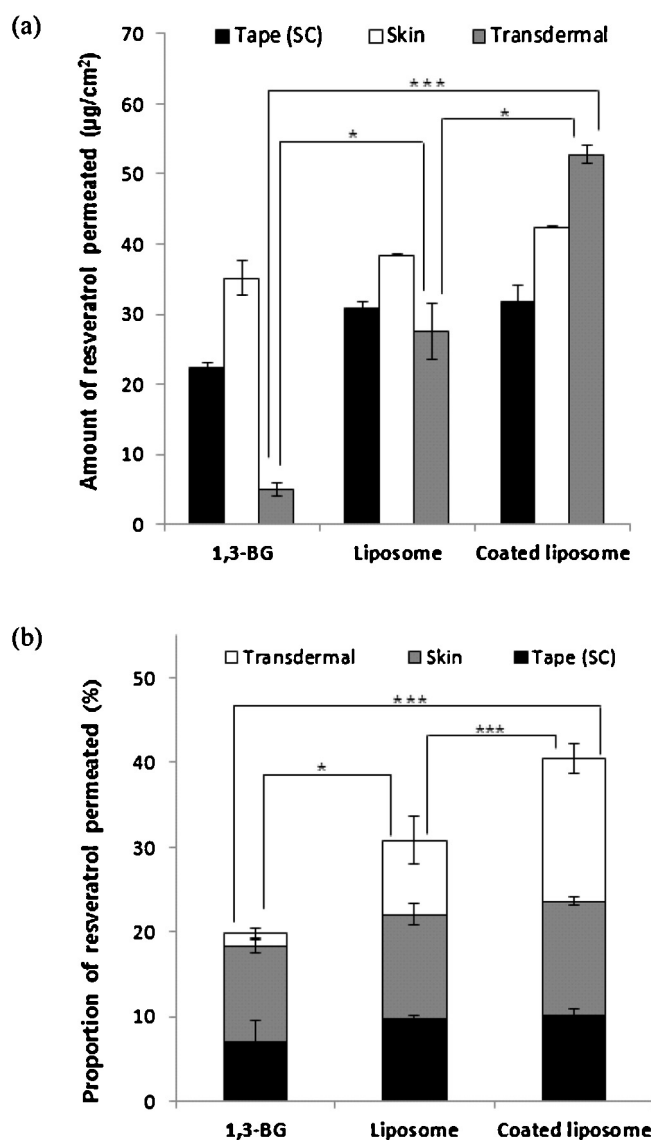 (a)
Tape (SC) Skin Transdermal
Amount of resveratrol permeated (µg/cm²)
70
60
50
40
30
20
10
0
***
*
*
1,3-BG Liposome Coated liposome
(b)
Transdermal Skin Tape (SC)
Proportion of resveratrol permeated (%)
50
40
30
20
10
0
***
***
*
1,3-BG Liposome Coated liposome